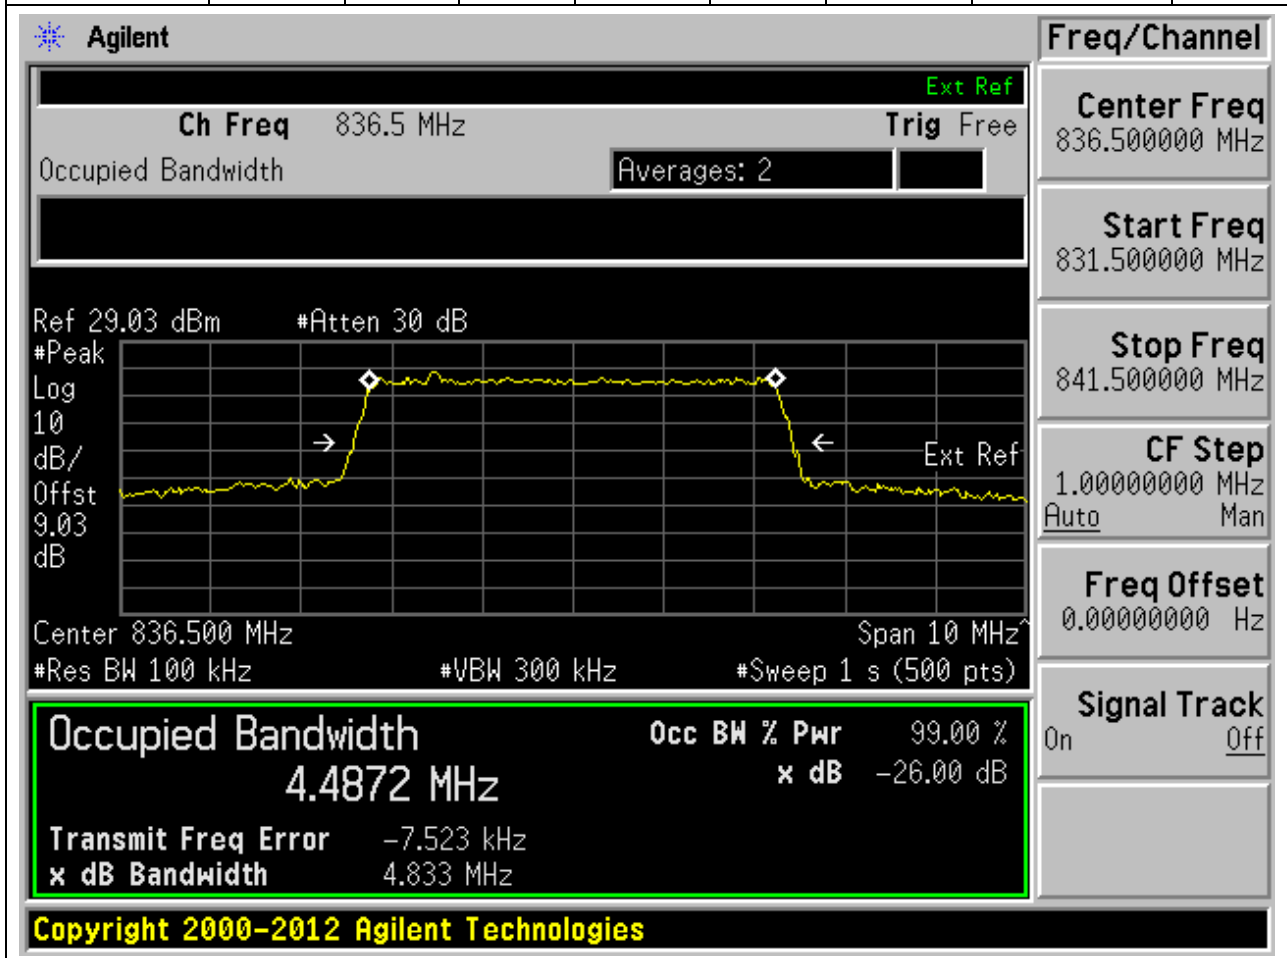 Agilent
Freq/Channel
Ext Ref
Ch Freq 836.5 MHz Trig Free
Occupied Bandwidth Averages: 2
Ref 29.03 dBm #Atten 30 dB
#Peak
Log
10
dB/
Offst
9.03
dB
Ext Ref
Center 836.500 MHz Span 10 MHz^
#Res BW 100 kHz #VBW 300 kHz #Sweep 1 s (500 pts)
Occupied Bandwidth
4.4872 MHz
Occ BW % Pwr 99.00 %
x dB -26.00 dB
Transmit Freq Error -7.523 kHz
x dB Bandwidth 4.833 MHz
Copyright 2000-2012 Agilent Technologies
Center Freq
836.500000 MHz
Start Freq
831.500000 MHz
Stop Freq
841.500000 MHz
CF Step
1.00000000 MHz
Auto Man
Freq Offset
0.00000000 Hz
Signal Track
On Off